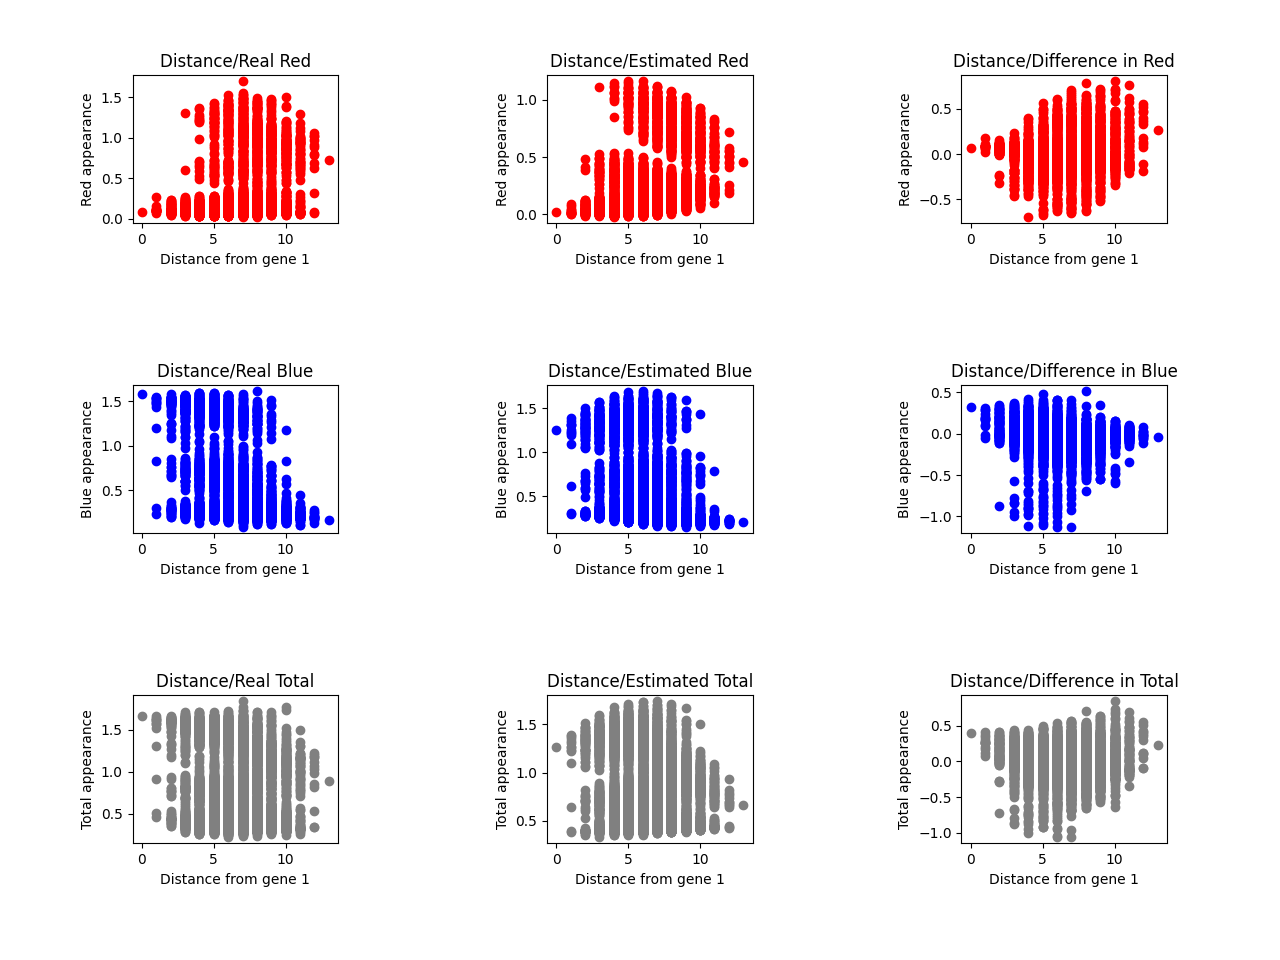 Distance/Real Red
Distance/Estimated Red
Distance/Difference in Red
Red appearance
1.5
1.0
0.5
0.0
0
5
10
Distance from gene 1
Red appearance
1.0
0.5
0.0
0
5
10
Distance from gene 1
Red appearance
0.5
0.0
−0.5
0
5
10
Distance from gene 1
Distance/Real Blue
Distance/Estimated Blue
Distance/Difference in Blue
Blue appearance
1.5
1.0
0.5
0
5
10
Distance from gene 1
Blue appearance
1.5
1.0
0.5
0
5
10
Distance from gene 1
Blue appearance
0.5
0.0
−0.5
−1.0
0
5
10
Distance from gene 1
Distance/Real Total
Distance/Estimated Total
Distance/Difference in Total
Total appearance
1.5
1.0
0.5
0
5
10
Distance from gene 1
Total appearance
1.5
1.0
0.5
0
5
10
Distance from gene 1
Total appearance
0.5
0.0
−0.5
−1.0
0
5
10
Distance from gene 1